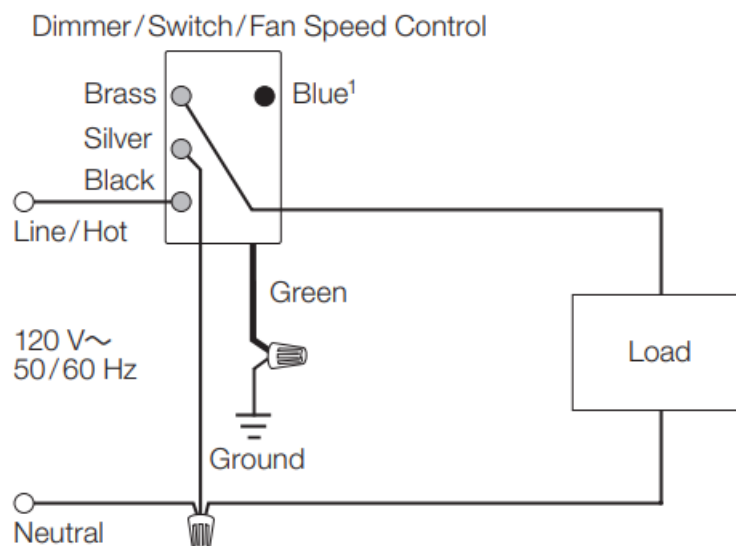 Dimmer/Switch/Fan Speed Control
Brass
Blue¹
Silver
Black
Line/Hot
Green
120 V~
50/60 Hz
Load
Ground
Neutral